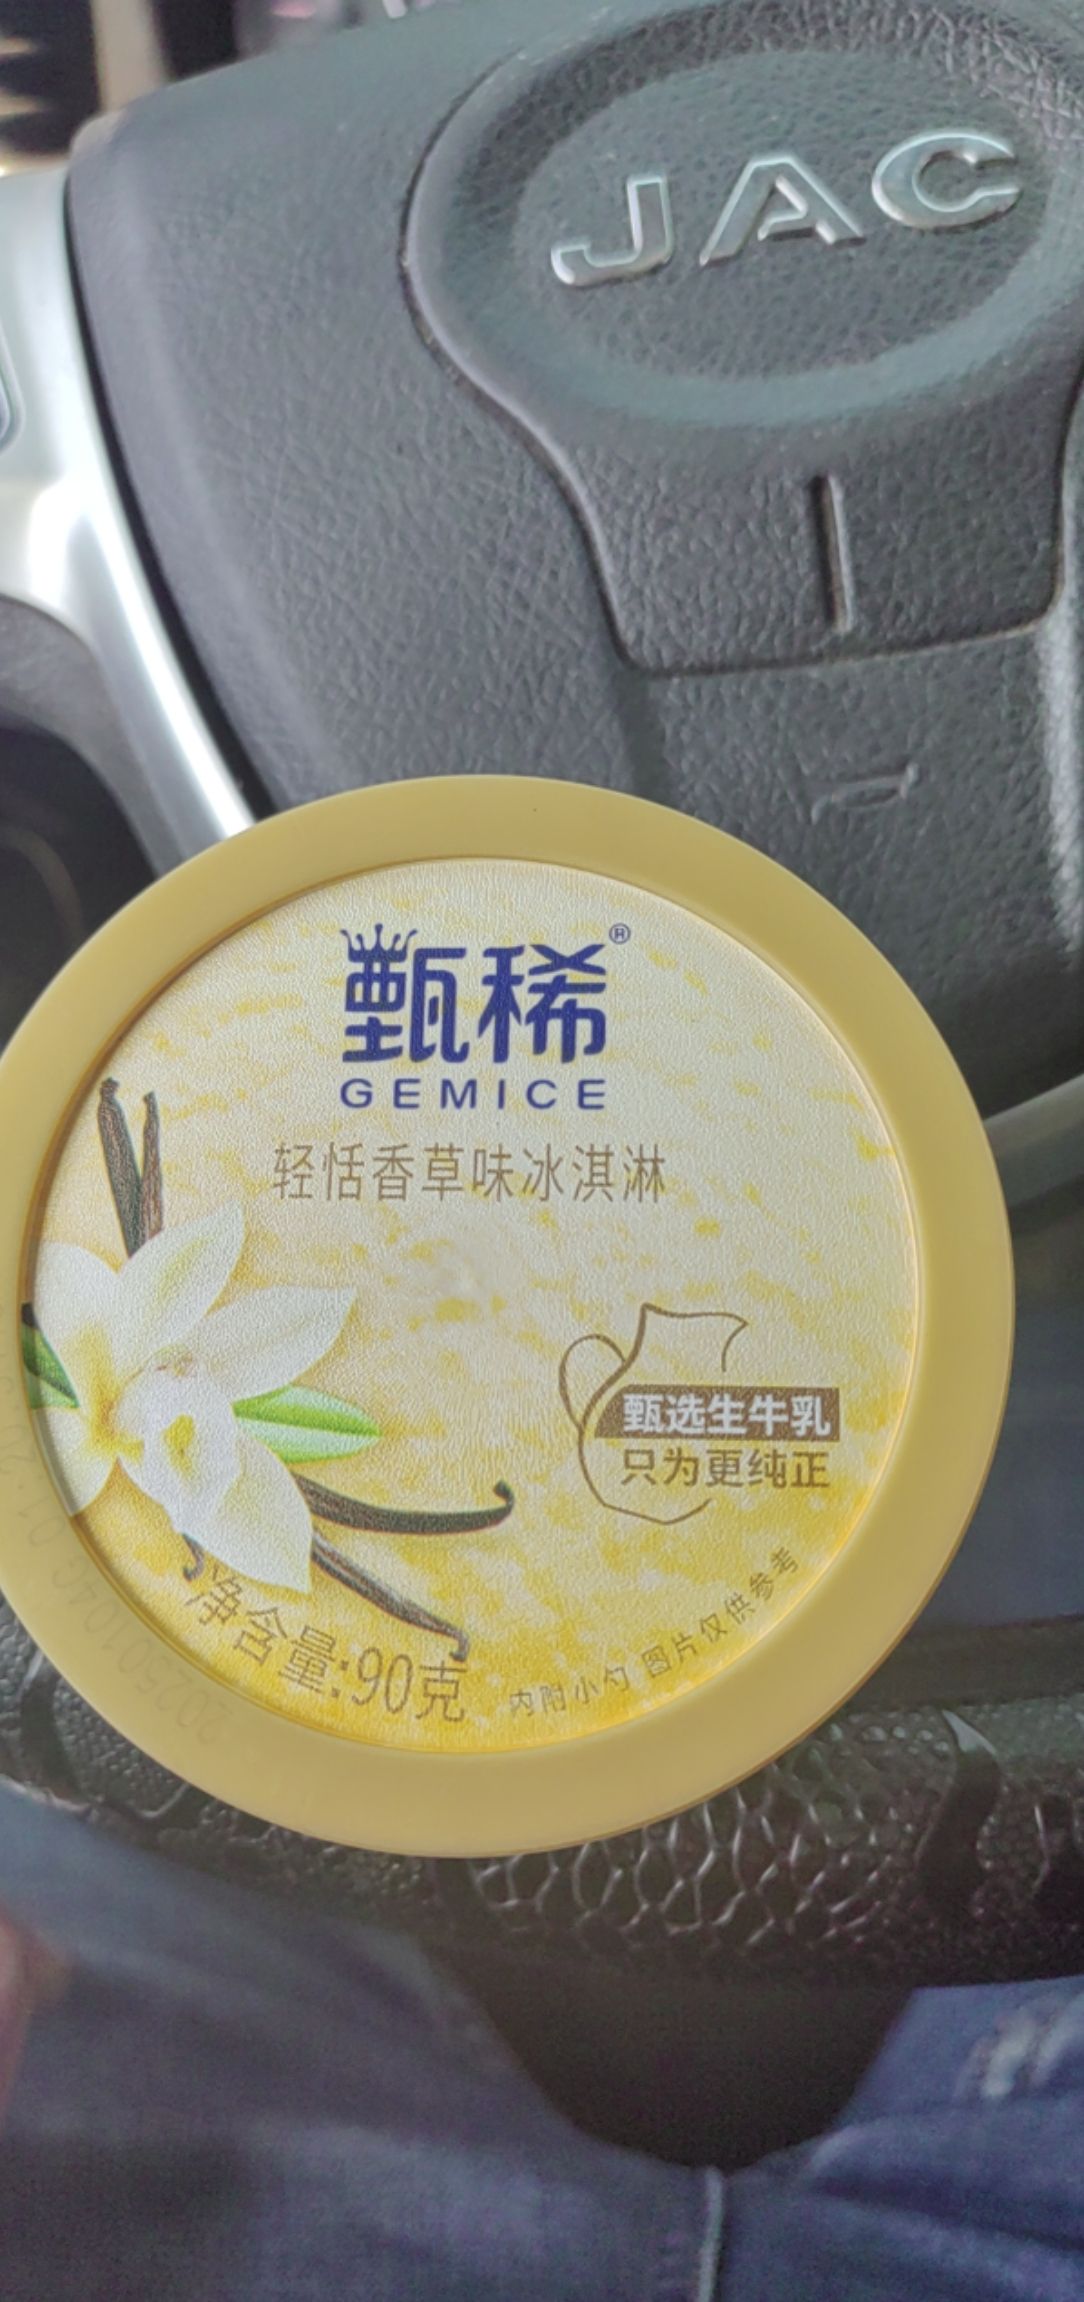 JAC
甄稀®
GEMICE
轻恬香草味冰淇淋
甄选生牛乳
只为更纯正
净含量:90克
内附小勺 图片仅供参考